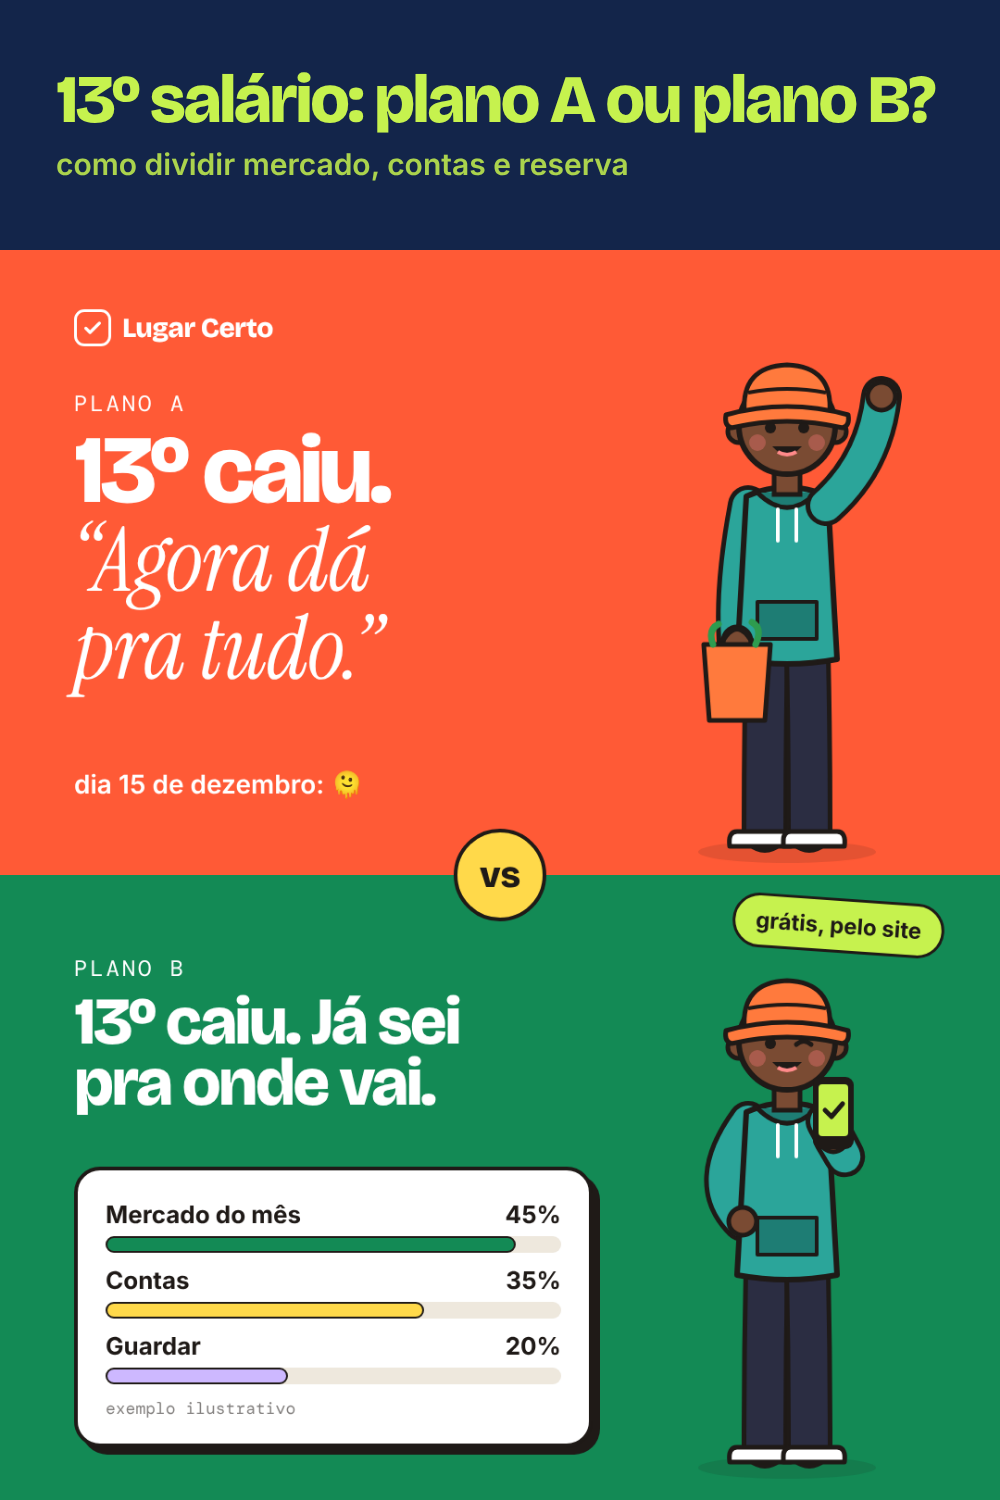 13º salário: plano A ou plano B?
como dividir mercado, contas e reserva
Lugar Certo
PLANO A
13º caiu.
“Agora dá
pra tudo.”
dia 15 de dezembro: 🫠
vs
grátis, pelo site
PLANO B
13º caiu. Já sei
pra onde vai.
Mercado do mês 45%
Contas 35%
Guardar 20%
exemplo ilustrativo